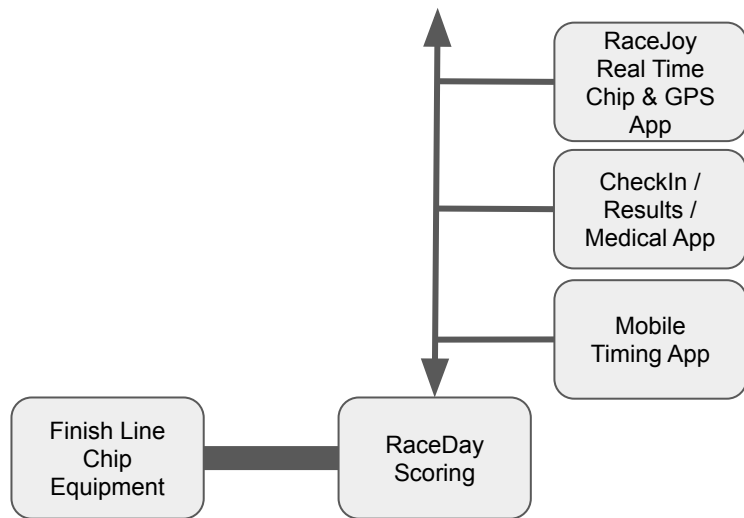 RaceJoy
Real Time
Chip & GPS
App
CheckIn /
Results /
Medical App
Mobile
Timing App
Finish Line
Chip
Equipment
RaceDay
Scoring